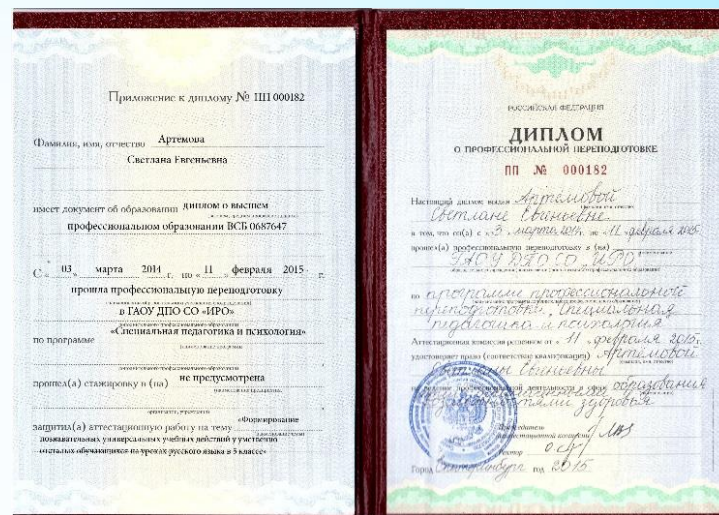 Приложение к диплому № ПП 000182
Фамилия, имя, отчество Артемова
Светлана Евгеньевна
имеет документ об образовании диплом о высшем
профессиональном образовании ВСБ 0687647
С « 03 » марта 2014 г. по « 11 » февраля 2015 г.
прошла профессиональную переподготовку
в ГАОУ ДПО СО «ИРО»
по программе «Специальная педагогика и психология»
прошел(а) стажировку в (на) не предусмотрена
защитил(а) аттестационную работу на тему «Формирование
познавательных универсальных учебных действий у умственно
отсталых обучающихся на уроках русского языка в 5 классе»
РОССИЙСКАЯ ФЕДЕРАЦИЯ
ДИПЛОМ
О ПРОФЕССИОНАЛЬНОЙ ПЕРЕПОДГОТОВКЕ
ПП № 000182
Настоящий диплом выдан Артёмовой
Светлане Евгеньевне
в том, что он(а) с « 3 » марта 2014 по « 11 » февраля 2015
прошел(а) профессиональную переподготовку в (на)
ГАОУ ДПО СО „ИРО"
по программе профессиональной
переподготовки „Специальная
педагогика и психология"
Аттестационная комиссия решением от « 11 » февраля 2015 г.
удостоверяет право (соответствие квалификации) Артёмовой
Светланы Евгеньевны
профессиональной деятельности в сфере образования
здоровья
Председатель
аттестационной комиссии
Ректор
Город Екатеринбург год 2015